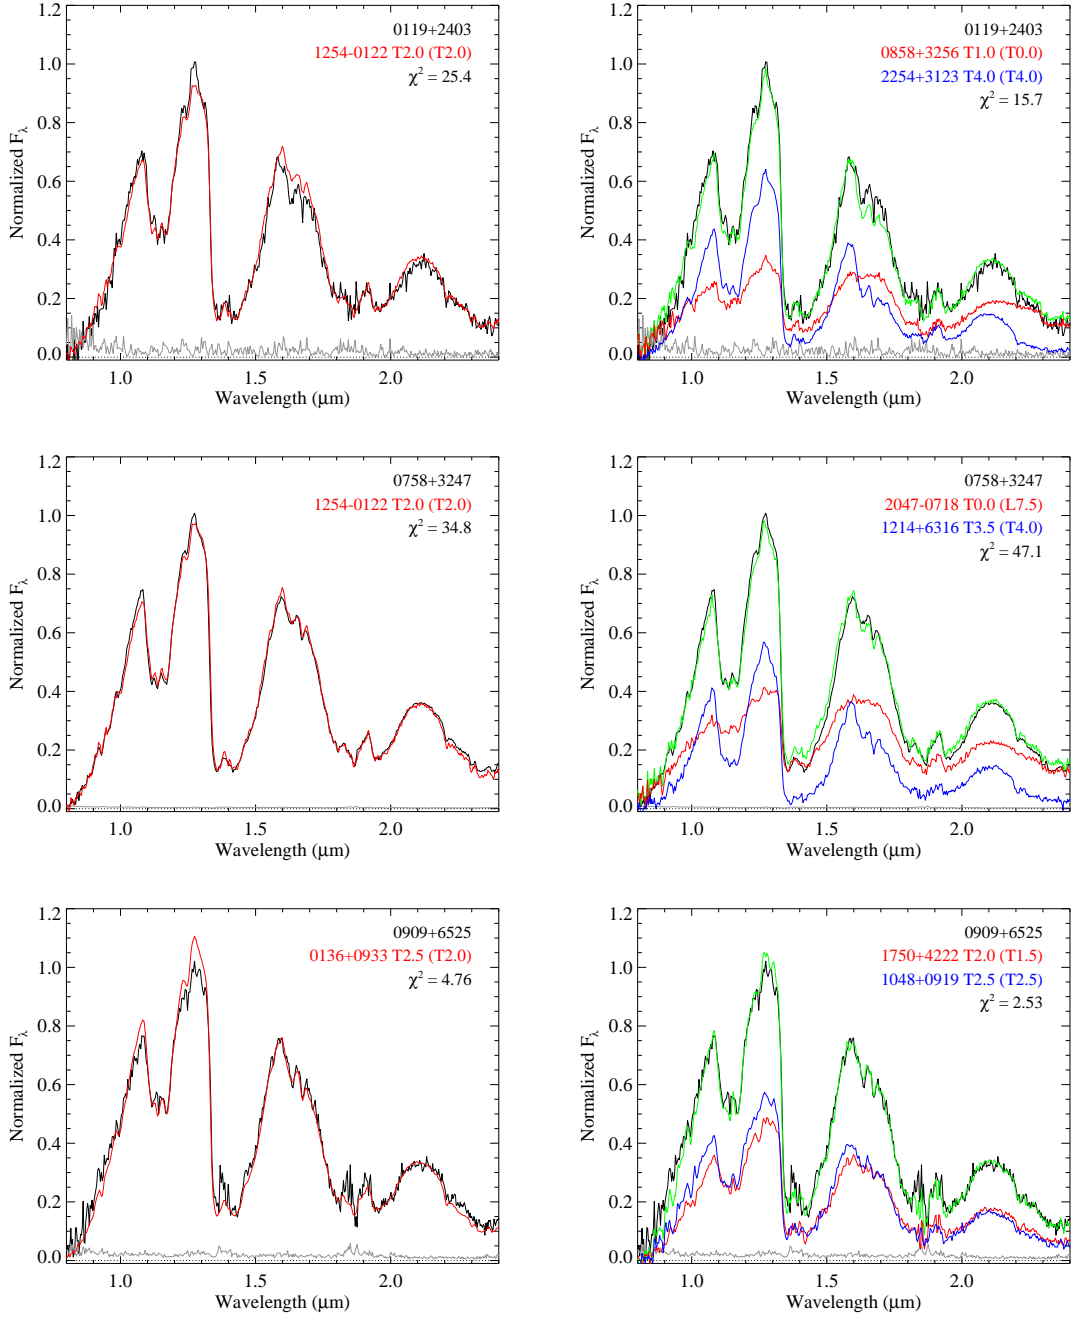 0119+2403
1254-0122 T2.0 (T2.0)
χ² = 25.4
1.2
1.0
0.8
0.6
0.4
0.2
0.0
Normalized F_λ
1.0 1.5 2.0
Wavelength (μm)
0119+2403
0858+3256 T1.0 (T0.0)
2254+3123 T4.0 (T4.0)
χ² = 15.7
1.2
1.0
0.8
0.6
0.4
0.2
0.0
Normalized F_λ
1.0 1.5 2.0
Wavelength (μm)
0758+3247
1254-0122 T2.0 (T2.0)
χ² = 34.8
1.2
1.0
0.8
0.6
0.4
0.2
0.0
Normalized F_λ
1.0 1.5 2.0
Wavelength (μm)
0758+3247
2047-0718 T0.0 (L7.5)
1214+6316 T3.5 (T4.0)
χ² = 47.1
1.2
1.0
0.8
0.6
0.4
0.2
0.0
Normalized F_λ
1.0 1.5 2.0
Wavelength (μm)
0909+6525
0136+0933 T2.5 (T2.0)
χ² = 4.76
1.2
1.0
0.8
0.6
0.4
0.2
0.0
Normalized F_λ
1.0 1.5 2.0
Wavelength (μm)
0909+6525
1750+4222 T2.0 (T1.5)
1048+0919 T2.5 (T2.5)
χ² = 2.53
1.2
1.0
0.8
0.6
0.4
0.2
0.0
Normalized F_λ
1.0 1.5 2.0
Wavelength (μm)